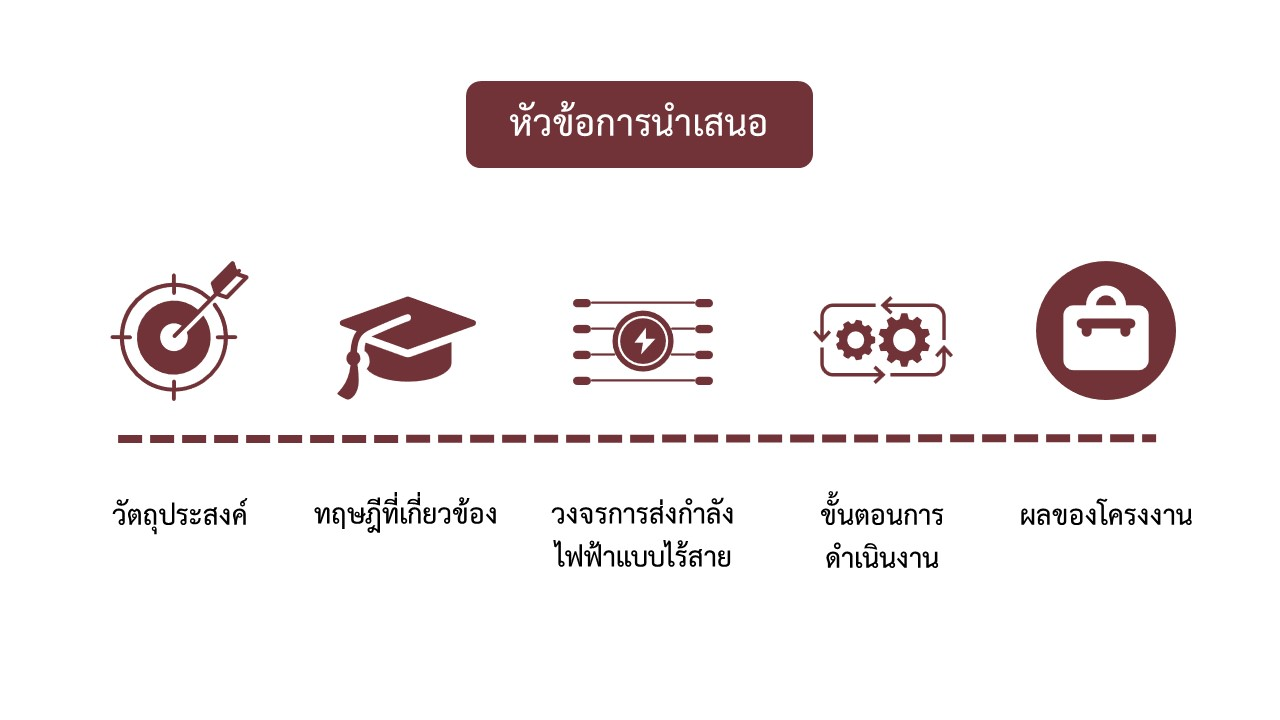 หัวข้อการนำเสนอ
วัตถุประสงค์
ทฤษฎีที่เกี่ยวข้อง
วงจรการส่งกำลัง
ไฟฟ้าแบบไร้สาย
ขั้นตอนการ
ดำเนินงาน
ผลของโครงงาน